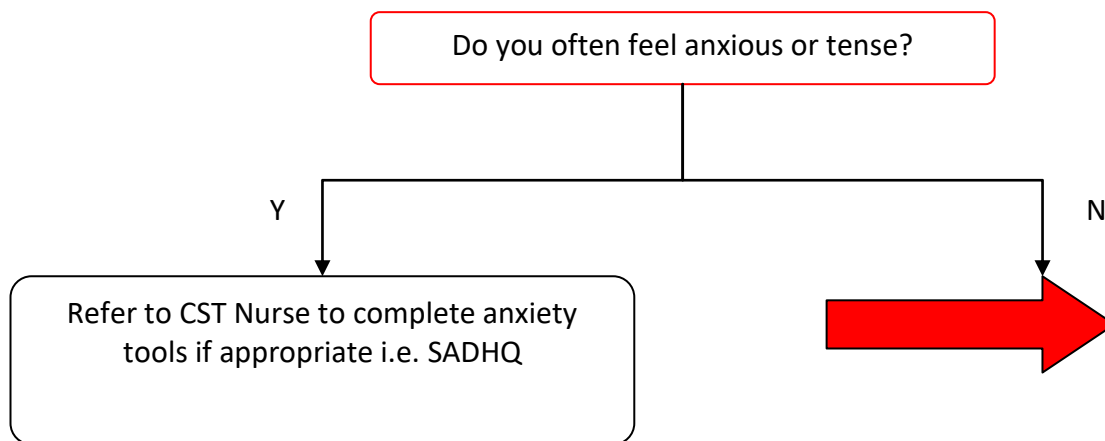 Do you often feel anxious or tense?
Y
N
Refer to CST Nurse to complete anxiety
tools if appropriate i.e. SADHQ